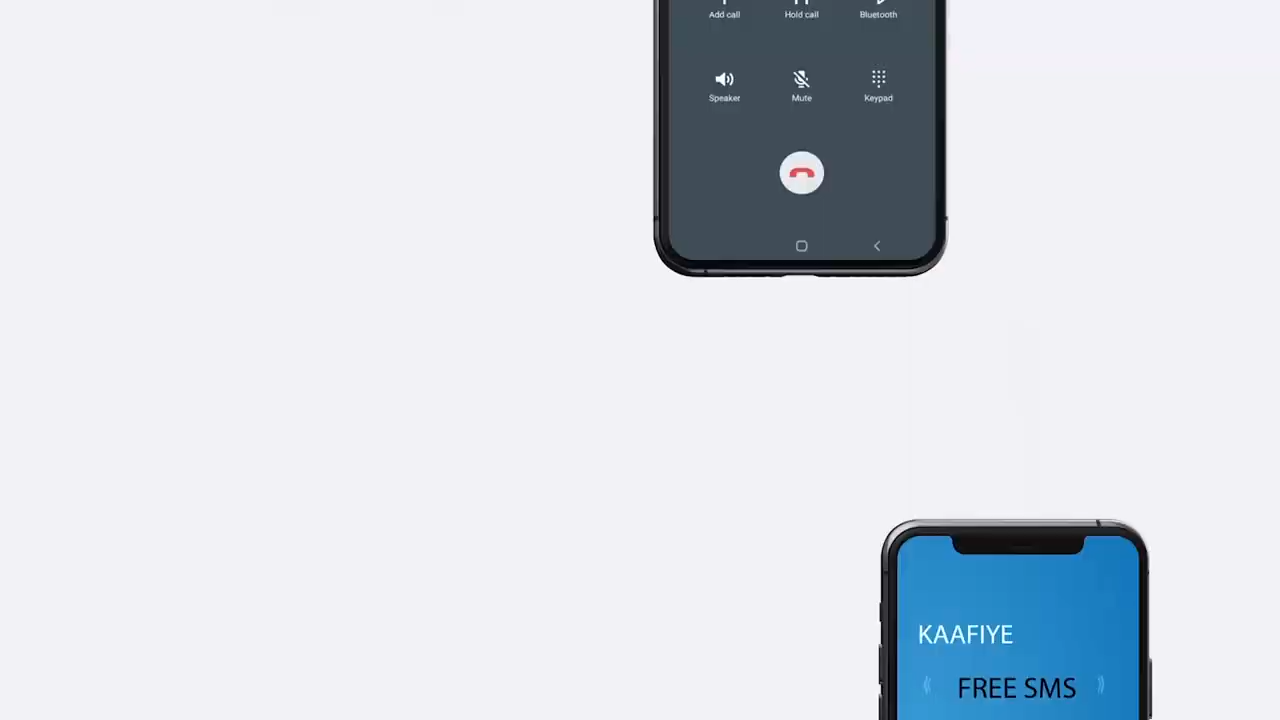 Add call Hold call Bluetooth
Speaker Mute Keypad
KAAFIYE
FREE SMS